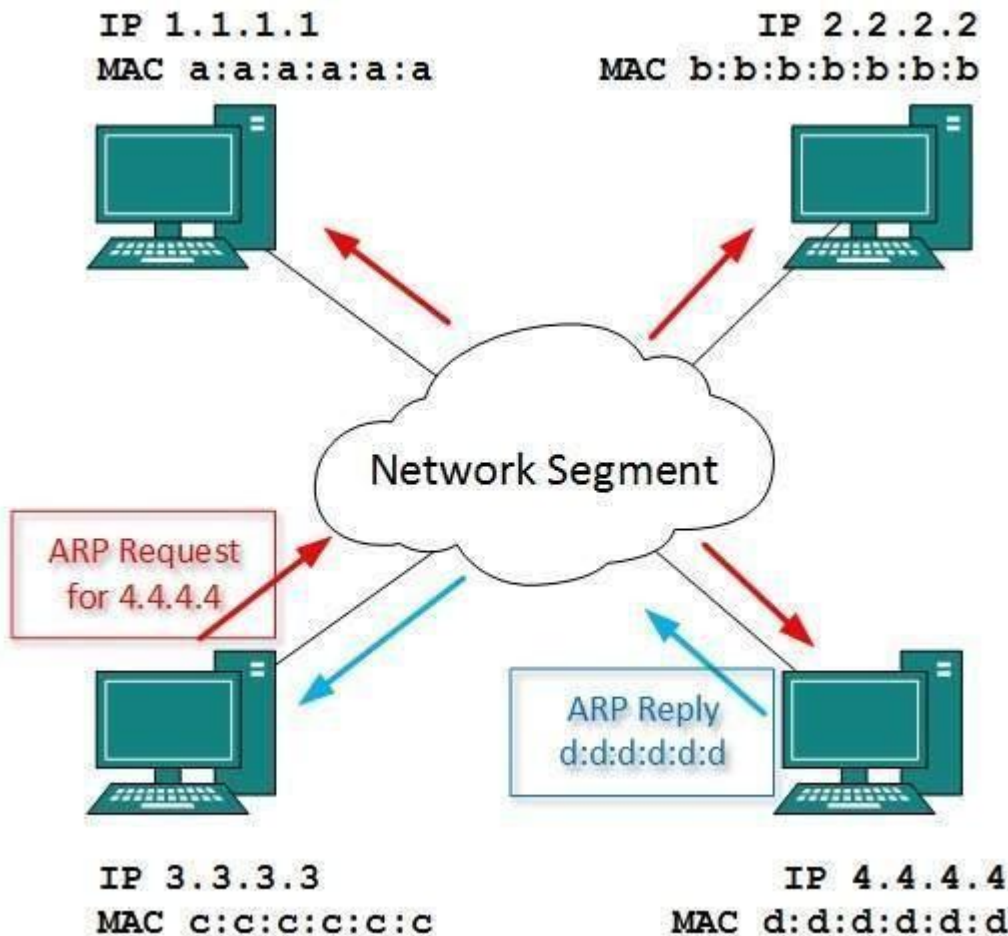 IP 1.1.1.1
MAC a:a:a:a:a:a
IP 2.2.2.2
MAC b:b:b:b:b:b:b
Network Segment
ARP Request
for 4.4.4.4
ARP Reply
d:d:d:d:d:d
IP 3.3.3.3
MAC c:c:c:c:c:c
IP 4.4.4.4
MAC d:d:d:d:d:d